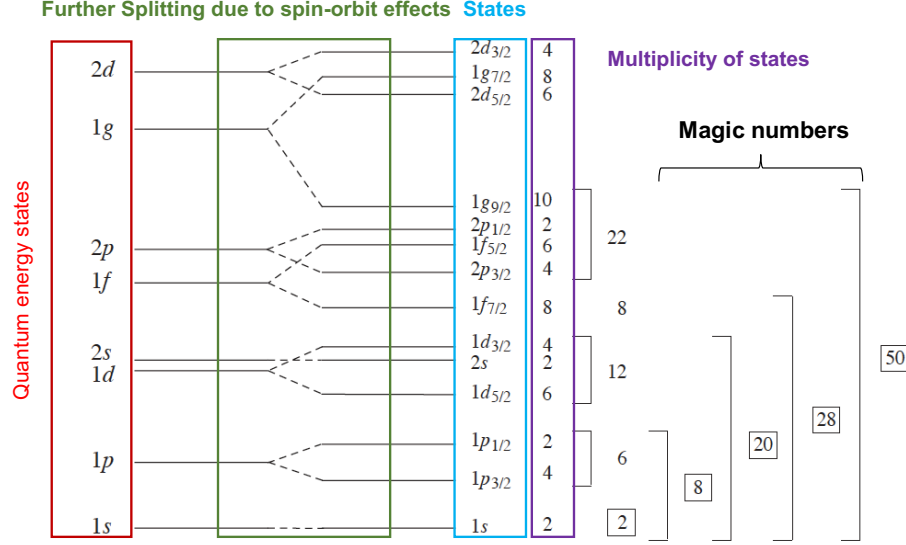 Further Splitting due to spin-orbit effects States
Multiplicity of states
Magic numbers
Quantum energy states
2d
1g
2p
1f
2s
1d
1p
1s
2d3/2 4
1g7/2 8
2d5/2 6
1g9/2 10
2p1/2 2
1f5/2 6
2p3/2 4
1f7/2 8
1d3/2 4
2s 2
1d5/2 6
1p1/2 2
1p3/2 4
1s 2
22
8
12
6
2
8
20
28
50